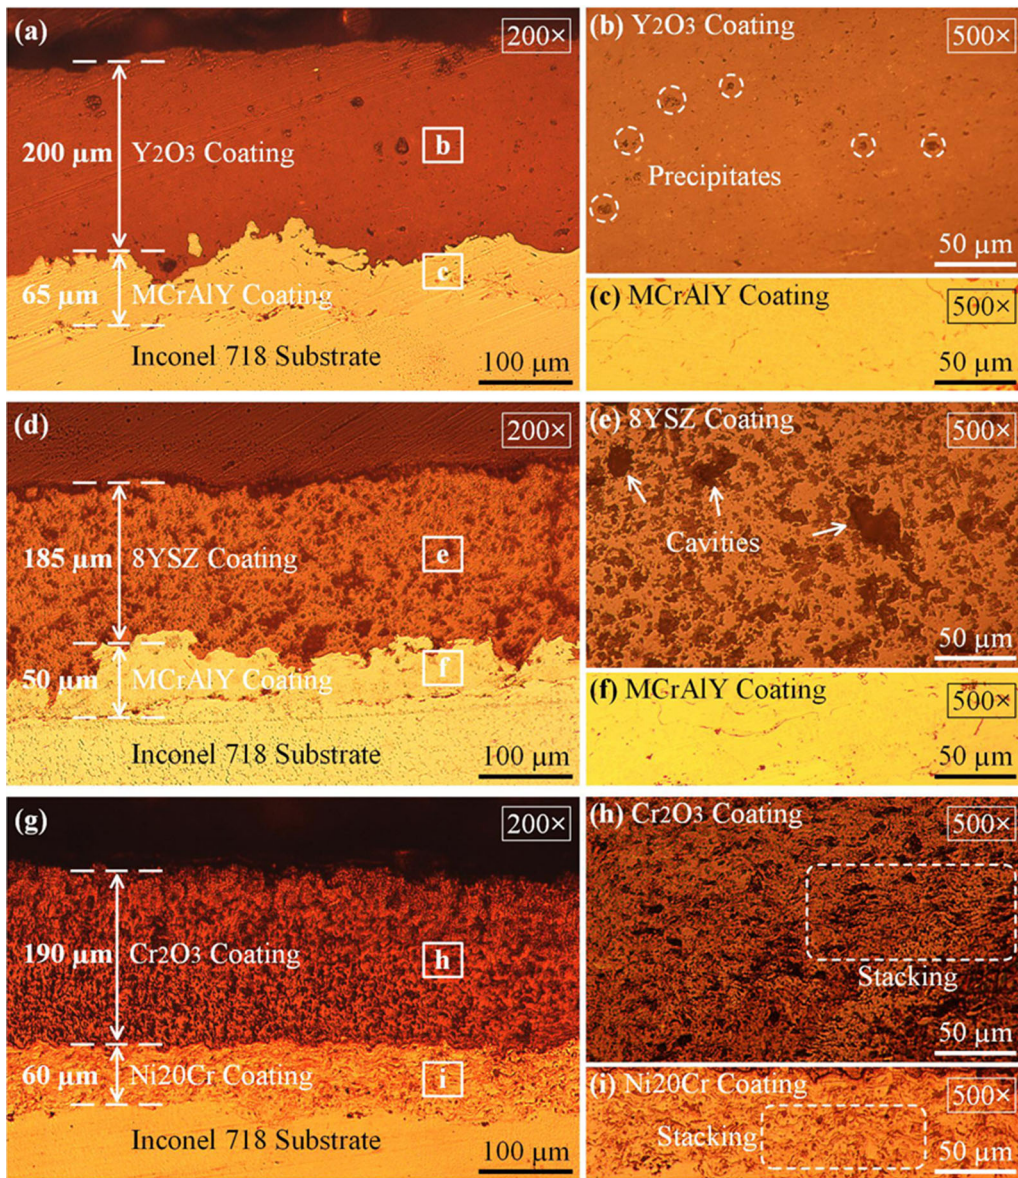 (a)
200×
200 µm
Y2O3 Coating
b
65 µm
MCrAlY Coating
c
Inconel 718 Substrate
100 µm
(b) Y2O3 Coating
500×
Precipitates
50 µm
(c) MCrAlY Coating
500×
50 µm
(d)
200×
185 µm
8YSZ Coating
e
50 µm
MCrAlY Coating
f
Inconel 718 Substrate
100 µm
(e) 8YSZ Coating
500×
Cavities
50 µm
(f) MCrAlY Coating
500×
50 µm
(g)
200×
190 µm
Cr2O3 Coating
h
60 µm
Ni20Cr Coating
i
Inconel 718 Substrate
100 µm
(h) Cr2O3 Coating
500×
Stacking
50 µm
(i) Ni20Cr Coating
500×
Stacking
50 µm